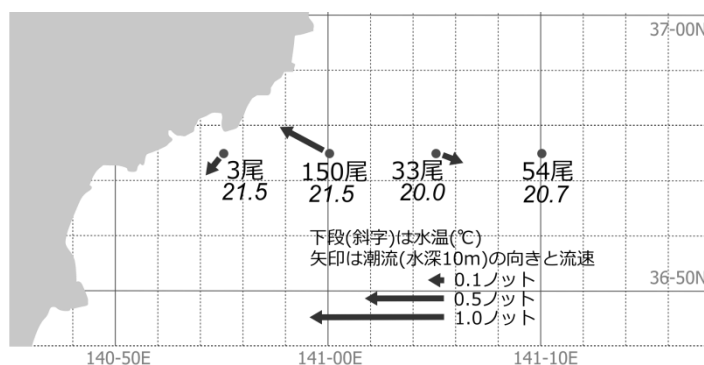 37-00N
3尾 150尾 33尾 54尾
21.5 21.5 20.0 20.7
下段(斜字)は水温(℃)
矢印は潮流(水深10m)の向きと流速
0.1ノット
36-50N
0.5ノット
1.0ノット
140-50E 141-00E 141-10E